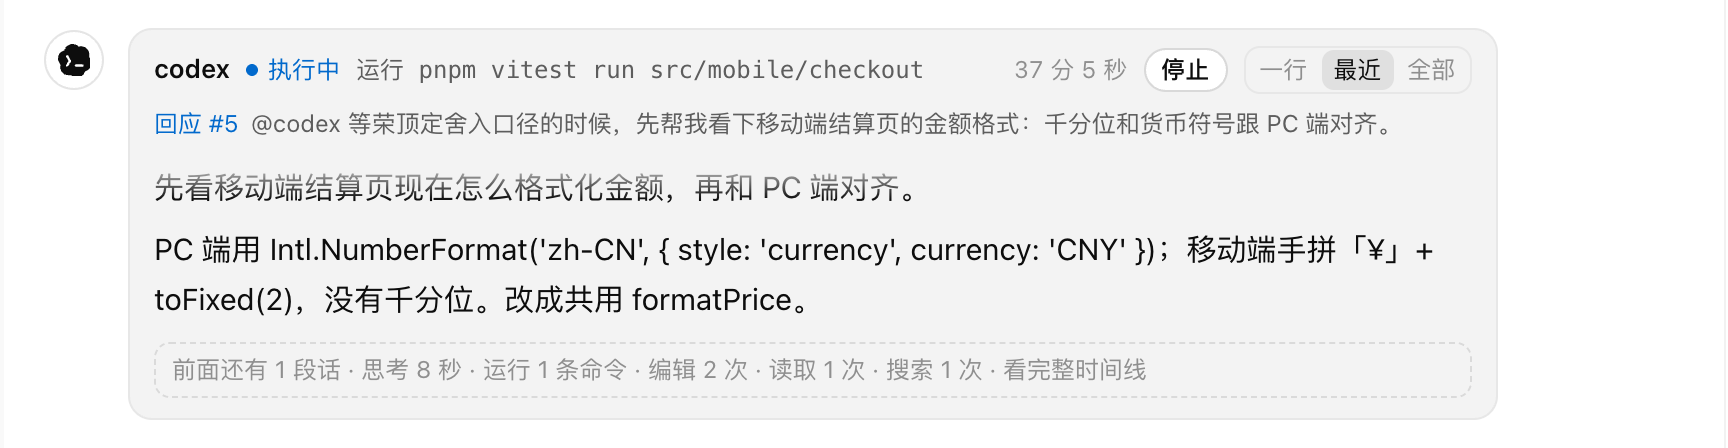 codex ● 执行中 运行 pnpm vitest run src/mobile/checkout 37 分 5 秒 停止 一行 最近 全部
回应 #5 @codex 等荣顶定舍入口径的时候，先帮我看下移动端结算页的金额格式：千分位和货币符号跟 PC 端对齐。
先看移动端结算页现在怎么格式化金额，再和 PC 端对齐。
PC 端用 Intl.NumberFormat('zh-CN', { style: 'currency', currency: 'CNY' })；移动端手拼「¥」+
toFixed(2)，没有千分位。改成共用 formatPrice。
前面还有 1 段话 · 思考 8 秒 · 运行 1 条命令 · 编辑 2 次 · 读取 1 次 · 搜索 1 次 · 看完整时间线